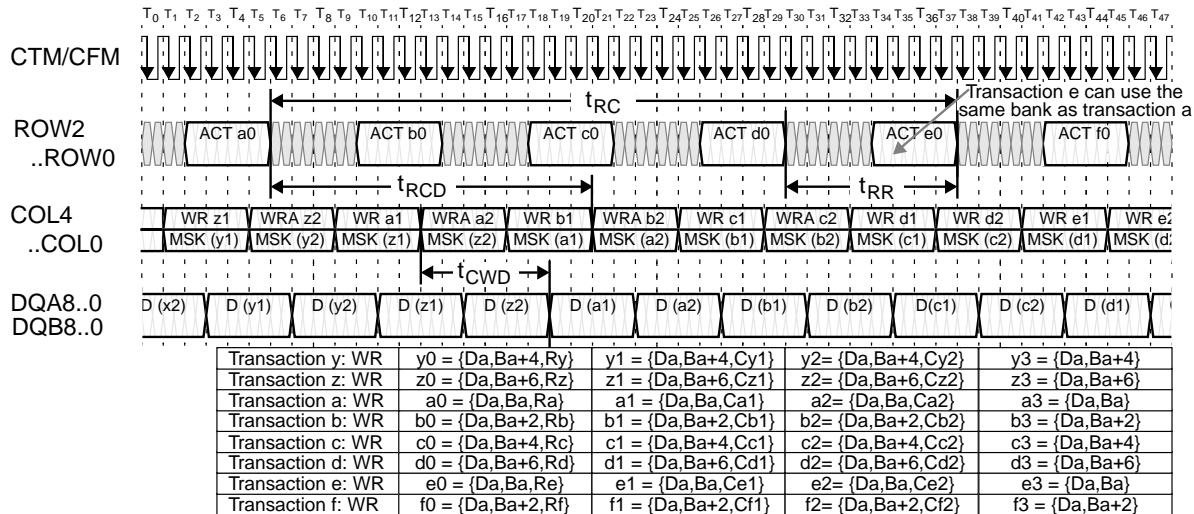 T0 T1 T2 T3 T4 T5 T6 T7 T8 T9 T10 T11 T12 T13 T14 T15 T16 T17 T18 T19 T20 T21 T22 T23 T24 T25 T26 T27 T28 T29 T30 T31 T32 T33 T34 T35 T36 T37 T38 T39 T40 T41 T42 T43 T44 T45 T46 T47
CTM/CFM
tRC
Transaction e can use the
same bank as transaction a
ROW2
..ROW0
ACT a0 ACT b0 ACT c0 ACT d0 ACT e0 ACT f0
tRCD
tRR
COL4
..COL0
WR z1 WRA z2 WR a1 WRA a2 WR b1 WRA b2 WR c1 WRA c2 WR d1 WR d2 WR e1 WR e2
MSK (y1) MSK (y2) MSK (z1) MSK (z2) MSK (a1) MSK (a2) MSK (b1) MSK (b2) MSK (c1) MSK (c2) MSK (d1) MSK (d2
tCWD
DQA8..0
DQB8..0
D (x2) D (y1) D (y2) D (z1) D (z2) D (a1) D (a2) D (b1) D (b2) D(c1) D (c2) D (d1)
Transaction y: WR y0 = {Da,Ba+4,Ry} y1 = {Da,Ba+4,Cy1} y2= {Da,Ba+4,Cy2} y3 = {Da,Ba+4}
Transaction z: WR z0 = {Da,Ba+6,Rz} z1 = {Da,Ba+6,Cz1} z2= {Da,Ba+6,Cz2} z3 = {Da,Ba+6}
Transaction a: WR a0 = {Da,Ba,Ra} a1 = {Da,Ba,Ca1} a2= {Da,Ba,Ca2} a3 = {Da,Ba}
Transaction b: WR b0 = {Da,Ba+2,Rb} b1 = {Da,Ba+2,Cb1} b2= {Da,Ba+2,Cb2} b3 = {Da,Ba+2}
Transaction c: WR c0 = {Da,Ba+4,Rc} c1 = {Da,Ba+4,Cc1} c2= {Da,Ba+4,Cc2} c3 = {Da,Ba+4}
Transaction d: WR d0 = {Da,Ba+6,Rd} d1 = {Da,Ba+6,Cd1} d2= {Da,Ba+6,Cd2} d3 = {Da,Ba+6}
Transaction e: WR e0 = {Da,Ba,Re} e1 = {Da,Ba,Ce1} e2= {Da,Ba,Ce2} e3 = {Da,Ba}
Transaction f: WR f0 = {Da,Ba+2,Rf} f1 = {Da,Ba+2,Cf1} f2= {Da,Ba+2,Cf2} f3 = {Da,Ba+2}